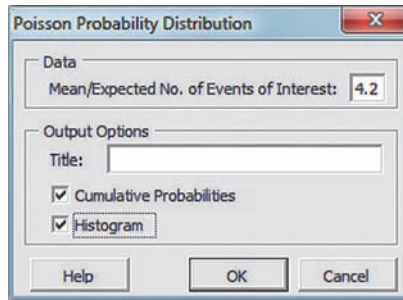 Poisson Probability Distribution
Data
Mean/Expected No. of Events of Interest: 4.2
Output Options
Title:
Cumulative Probabilities
Histogram
Help OK Cancel